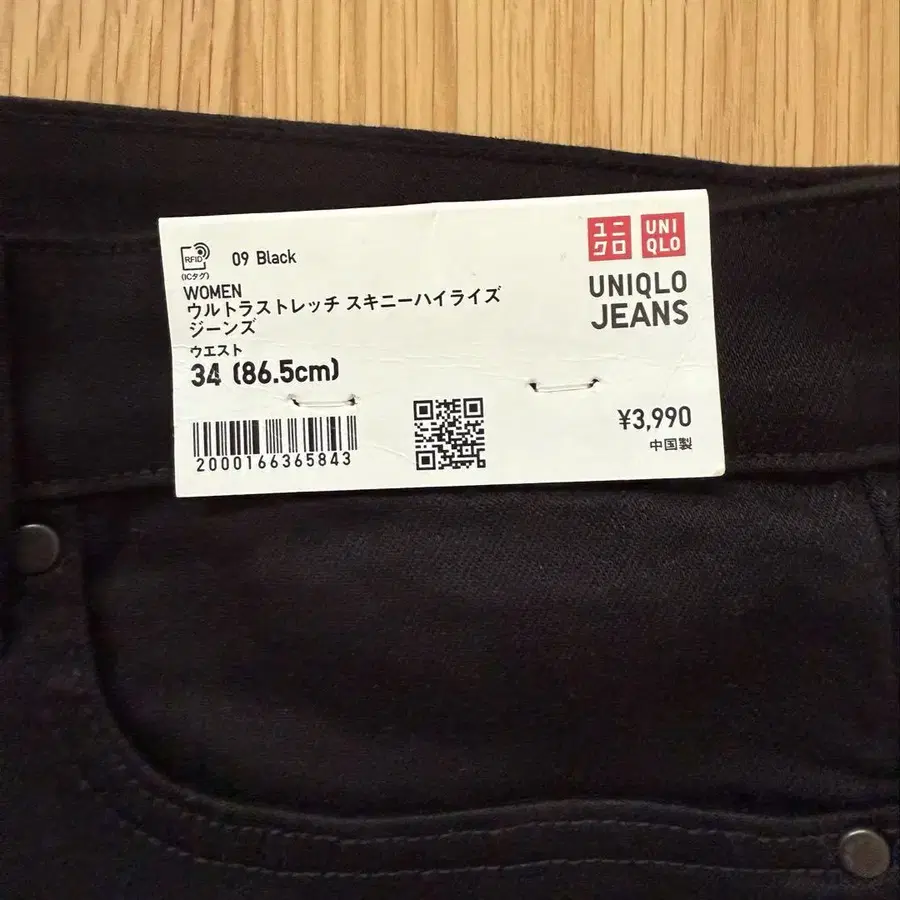 RFID
(ICタグ)
09 Black
WOMEN
ウルトラストレッチ スキニーハイライズ
ジーンズ
ウエスト
34 (86.5cm)
2000166365843
ユニ
クロ
UNI
QLO
UNIQLO
JEANS
¥3,990
中国製